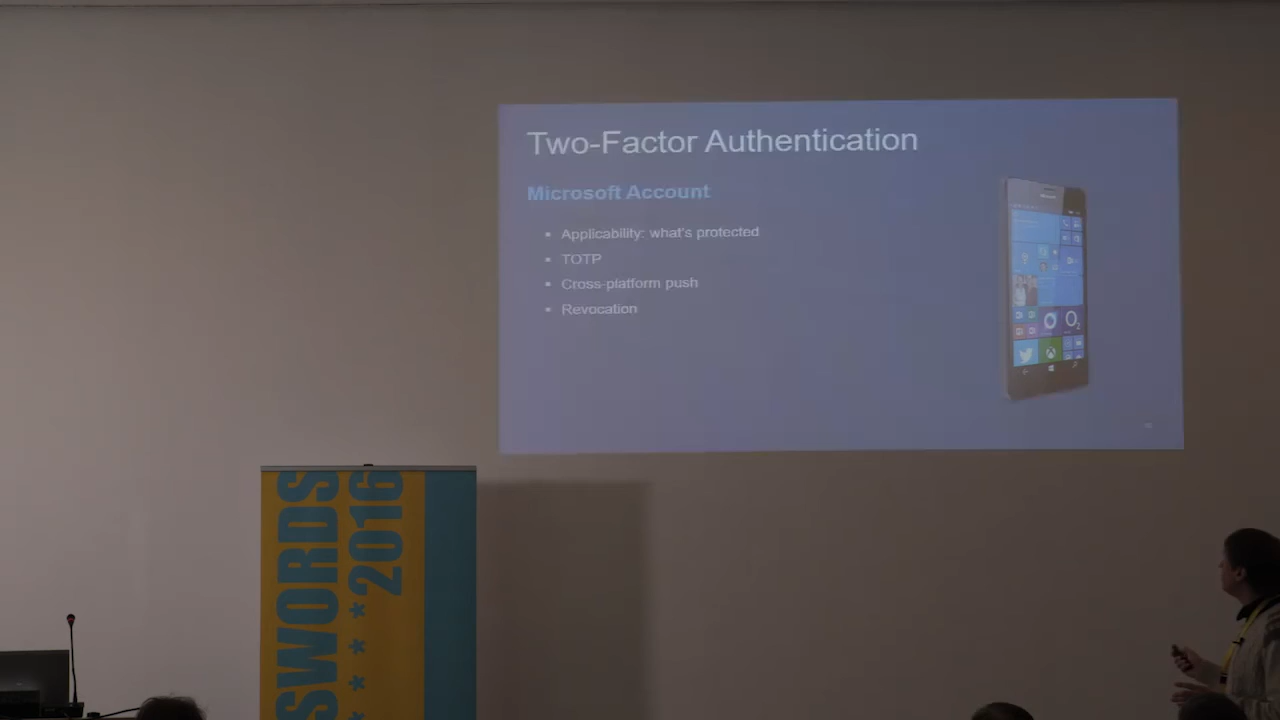 Two-Factor Authentication
Microsoft Account
▪ Applicability: what's protected
▪ TOTP
▪ Cross-platform push
▪ Revocation
SWORDS
****2016